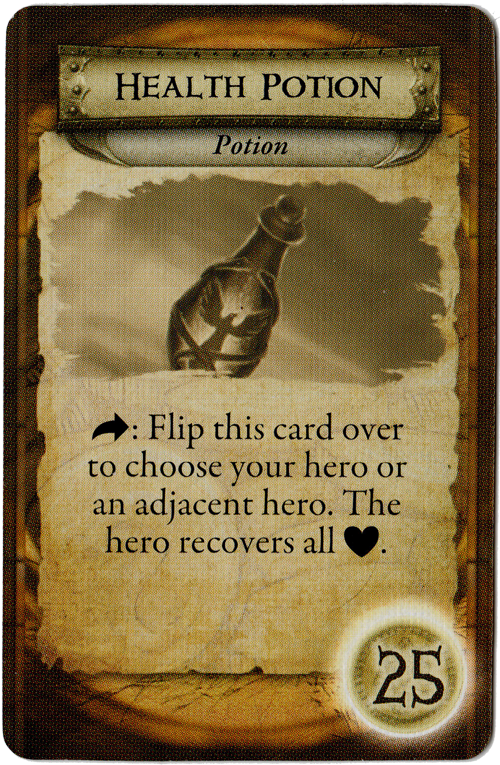 HEALTH POTION
Potion
: Flip this card over
to choose your hero or
an adjacent hero. The
hero recovers all ♥.
25